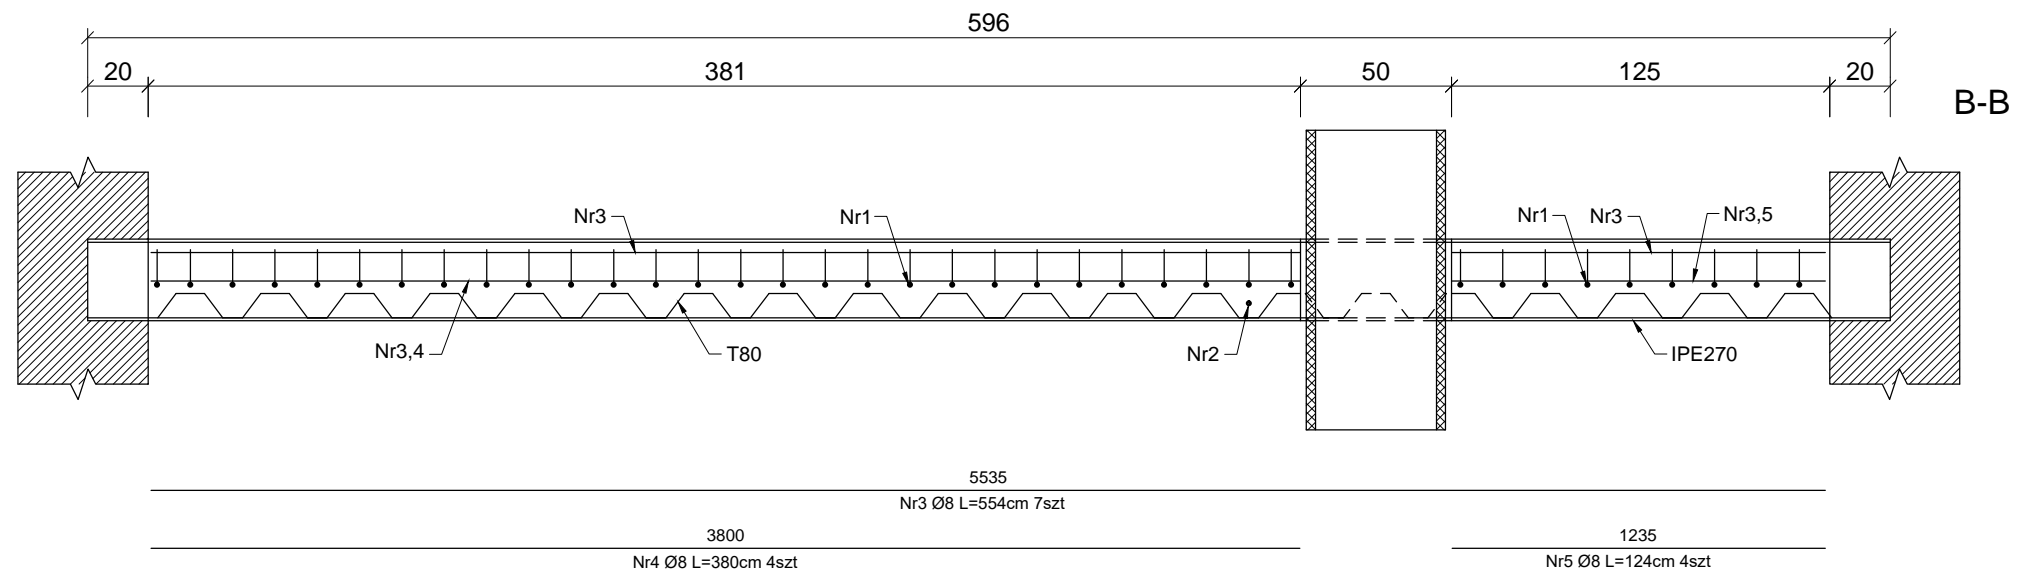 596
20
381
50
125
20
B-B
Nr3
Nr1
Nr1
Nr3
Nr3,5
Nr3,4
T80
Nr2
IPE270
5535
Nr3 Ø8 L=554cm 7szt
3800
Nr4 Ø8 L=380cm 4szt
1235
Nr5 Ø8 L=124cm 4szt